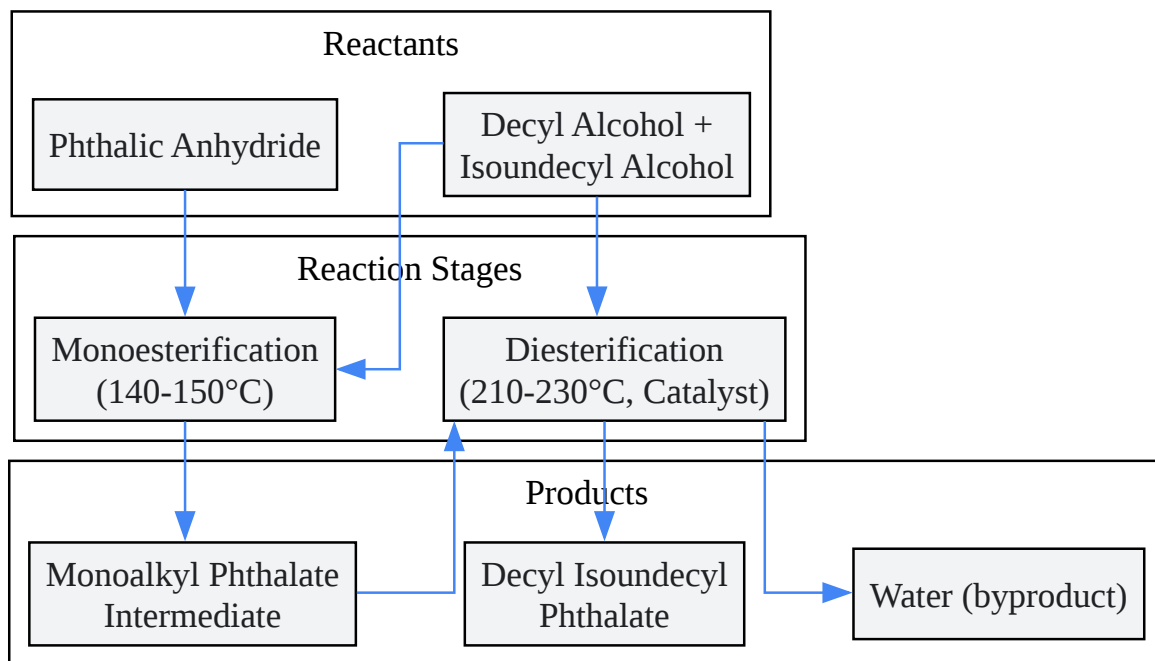 Reactants
Phthalic Anhydride
Decyl Alcohol +
Isoundecyl Alcohol
Reaction Stages
Monoesterification
(140-150°C)
Diesterification
(210-230°C, Catalyst)
Products
Monoalkyl Phthalate
Intermediate
Decyl Isoundecyl
Phthalate
Water (byproduct)